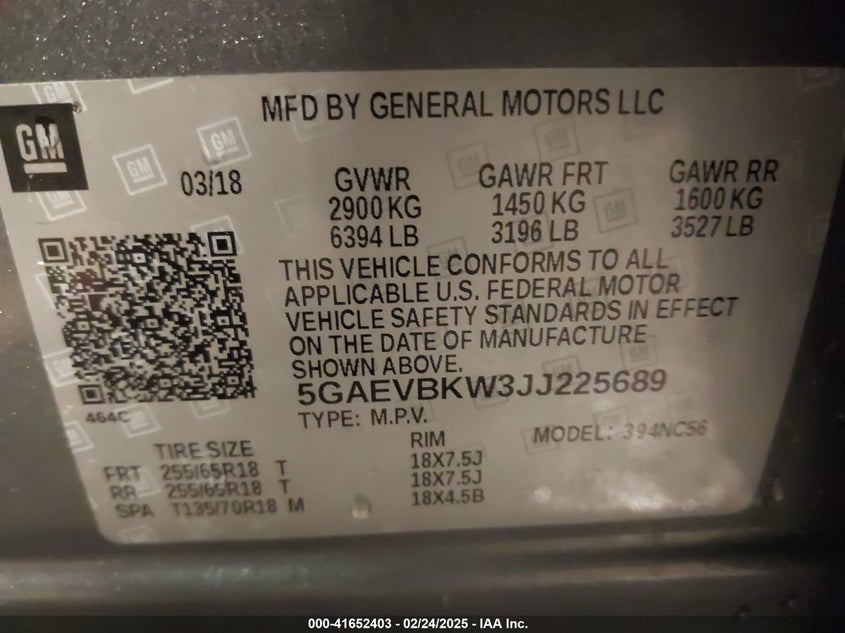 MFD BY GENERAL MOTORS LLC
GM
03/18
GVWR GAWR FRT GAWR RR
2900 KG 1450 KG 1600 KG
6394 LB 3196 LB 3527 LB
THIS VEHICLE CONFORMS TO ALL
APPLICABLE U.S. FEDERAL MOTOR
VEHICLE SAFETY STANDARDS IN EFFECT
ON THE DATE OF MANUFACTURE
SHOWN ABOVE.
5GAEVBKW3JJ225689
464C
TYPE: M.P.V.
MODEL: 394NC56
TIRE SIZE RIM
FRT 255/65R18 T 18X7.5J
RR 255/65R18 T 18X7.5J
SPA T135/70R18 M 18X4.5B
000-41652403 - 02/24/2025 - IAA Inc.